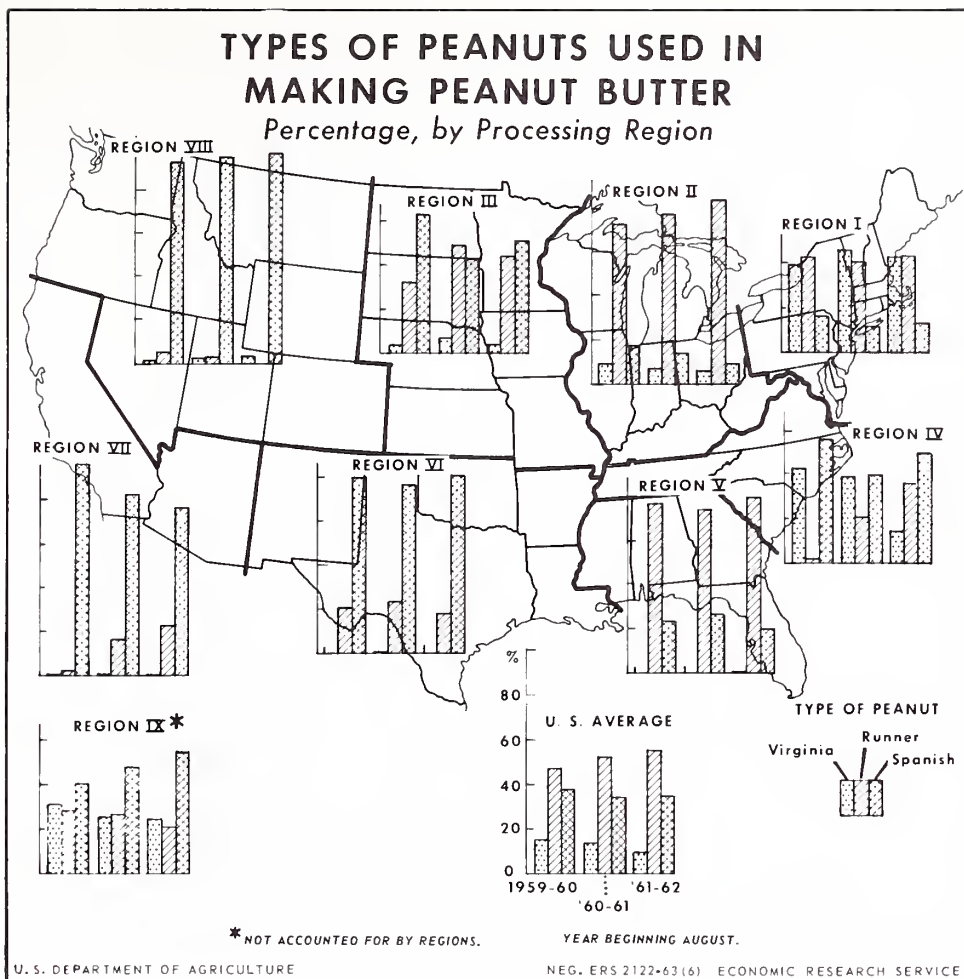 TYPES OF PEANUTS USED IN
MAKING PEANUT BUTTER
Percentage, by Processing Region
REGION VIII
REGION III
REGION II
REGION I
REGION VII
REGION VI
REGION V
REGION IV
REGION IX *
%
80
60
40
20
0
U. S. AVERAGE
1959-60
'60-61
'61-62
TYPE OF PEANUT
Virginia
Runner
Spanish
* NOT ACCOUNTED FOR BY REGIONS.
YEAR BEGINNING AUGUST.
U. S. DEPARTMENT OF AGRICULTURE
NEG. ERS 2122-63(6) ECONOMIC RESEARCH SERVICE